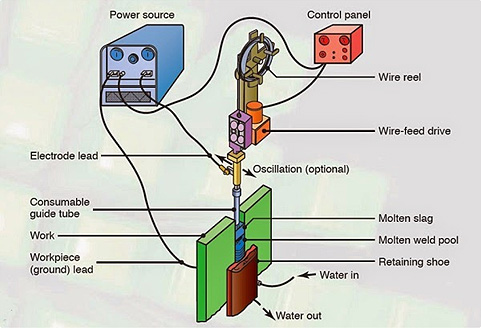 Power source
Control panel
Wire reel
Wire-feed drive
Electrode lead
Oscillation (optional)
Consumable
guide tube
Molten slag
Work
Molten weld pool
Workpiece
(ground) lead
Retaining shoe
Water in
Water out